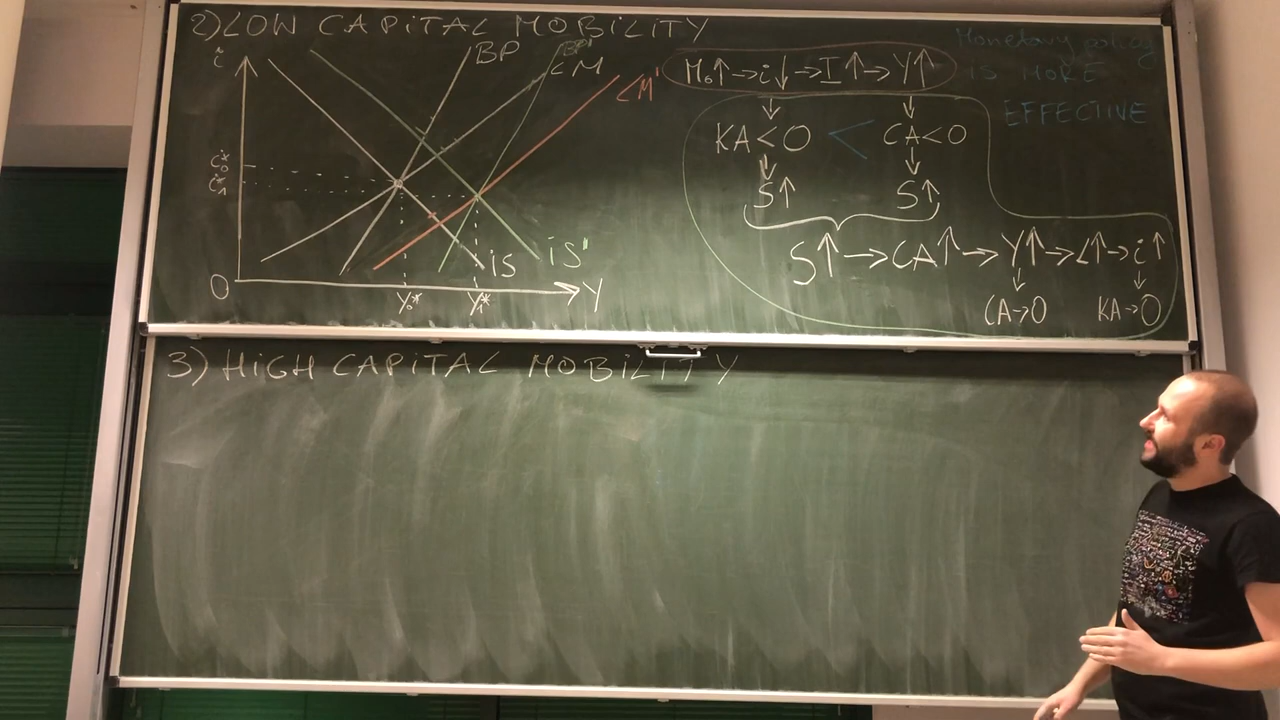 2) LOW CAPITAL MOBILITY
i
BP
BP'
LM
LM'
i₀*
i₁*
0
Y₀*
Y₁*
IS
IS'
Y
M₀↑→i↓→I↑→Y↑
Monetary policy
IS MORE
EFFECTIVE
KA<0 < CA<0
S↑ S↑
S↑→CA↑→Y↑→L↑→i↑
CA→0 KA→0
3) HIGH CAPITAL MOBILITY